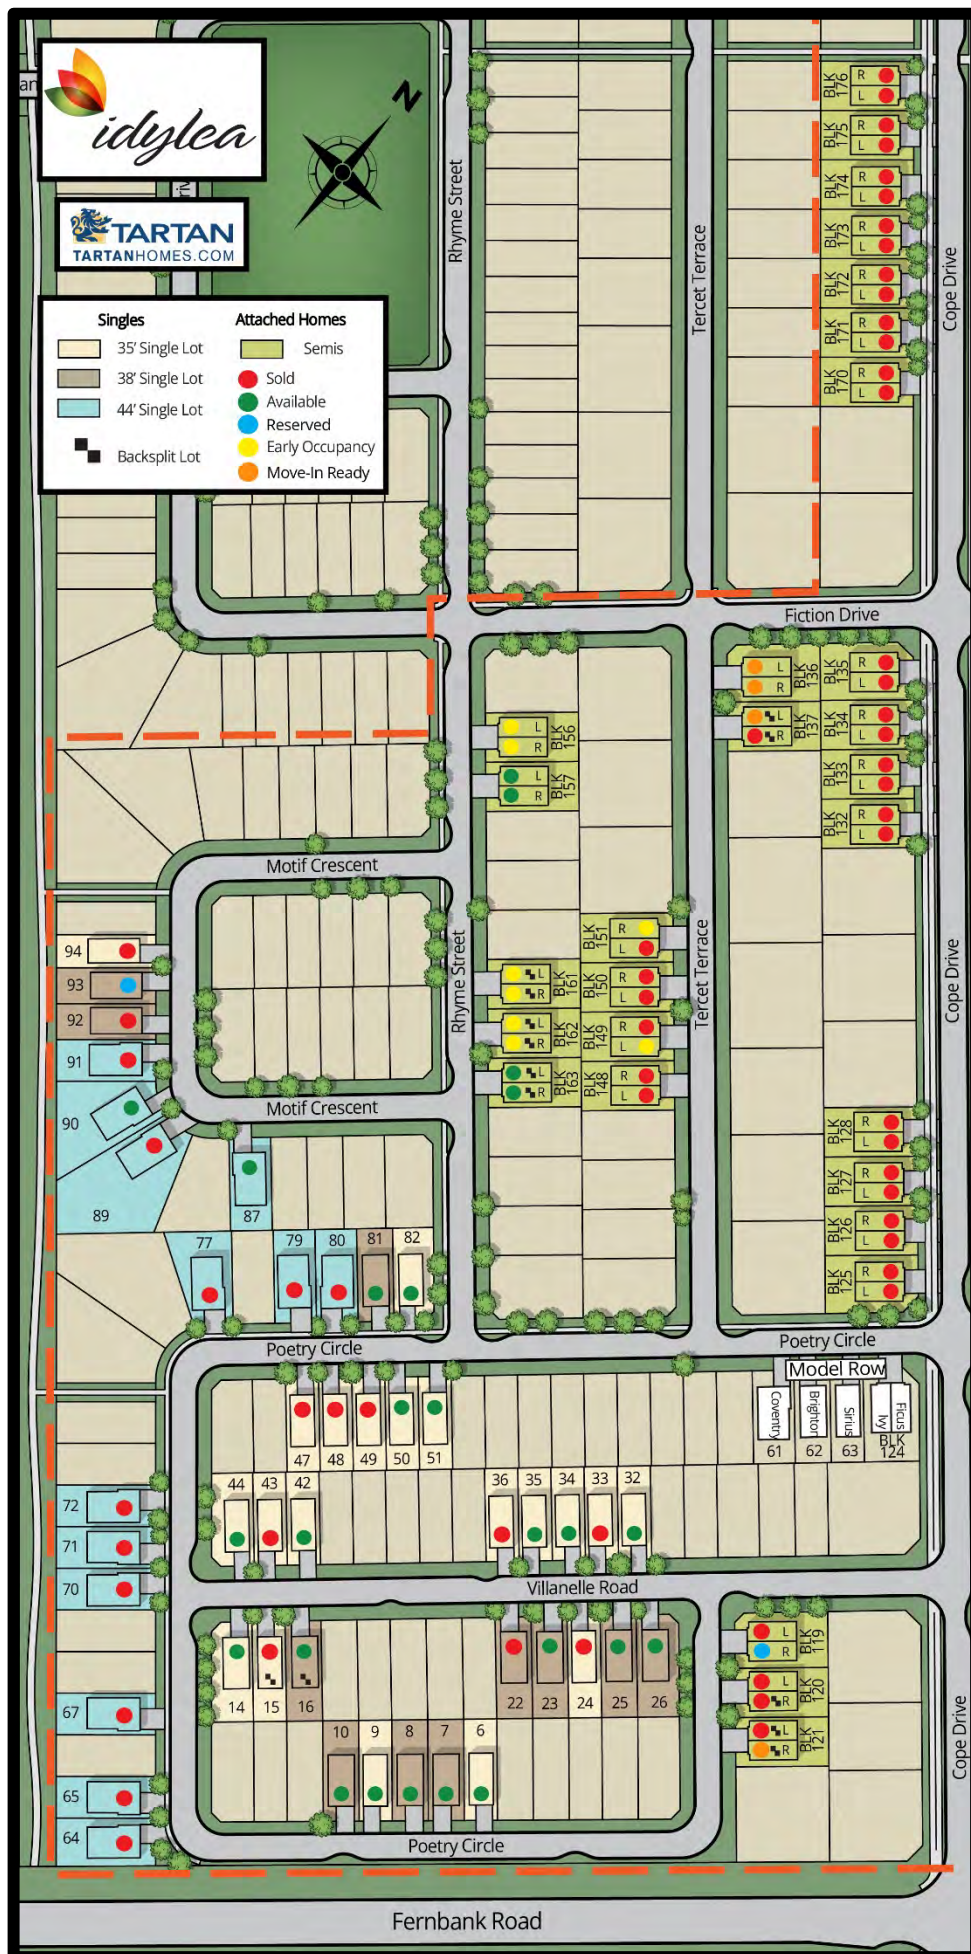 idylea
TARTAN
TARTANHOMES.COM
N
Singles
35' Single Lot
38' Single Lot
44' Single Lot
Backsplit Lot
Attached Homes
Semis
Sold
Available
Reserved
Early Occupancy
Move-In Ready
Rhyme Street
Tercet Terrace
Cope Drive
BLK 176
R
L
BLK 175
R
L
BLK 174
R
L
BLK 173
R
L
BLK 172
R
L
BLK 171
R
L
BLK 170
R
L
Fiction Drive
L
R
BLK 136
L
R
BLK 137
BLK 135
R
L
BLK 134
R
L
BLK 133
R
L
BLK 132
R
L
L
R
BLK 156
L
R
BLK 157
Motif Crescent
Rhyme Street
Tercet Terrace
Cope Drive
BLK 151
R
L
BLK 150
R
L
BLK 149
R
L
BLK 148
R
L
L
R
BLK 161
L
R
BLK 162
L
R
BLK 163
94
93
92
91
90
89
87
Motif Crescent
BLK 128
R
L
BLK 127
R
L
BLK 126
R
L
BLK 125
R
L
77
79
80
81
82
Poetry Circle
Poetry Circle
Model Row
Coventry
Brighton
Sirius
Ivy
Ficus
61
62
63
BLK 124
47
48
49
50
51
44
43
42
36
35
34
33
32
72
71
70
67
65
64
Villanelle Road
14
15
16
22
23
24
25
26
10
9
8
7
6
L
R
BLK 119
L
R
BLK 120
L
R
BLK 121
Cope Drive
Poetry Circle
Fernbank Road